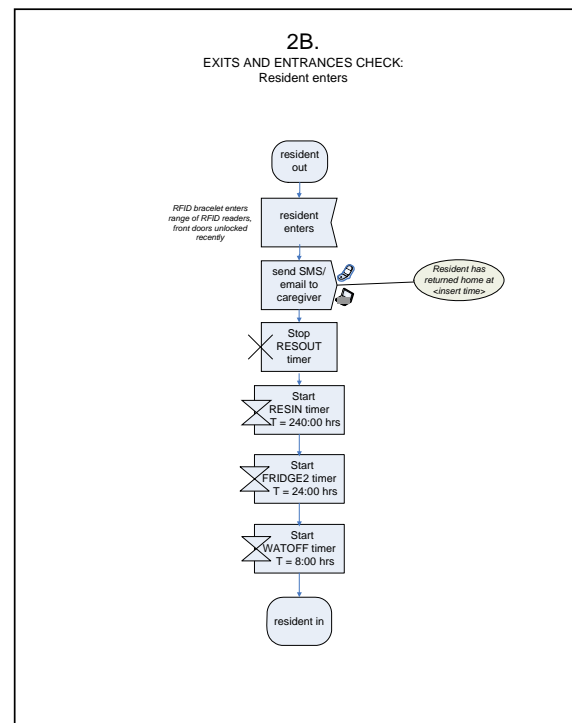 2B.
EXITS AND ENTRANCES CHECK:
Resident enters
resident
out
RFID bracelet enters
range of RFID readers,
front doors unlocked
recently
resident
enters
send SMS/
email to
caregiver
Resident has
returned home at
<insert time>
Stop
RESOUT
timer
Start
RESIN timer
T = 240:00 hrs
Start
FRIDGE2 timer
T = 24:00 hrs
Start
WATOFF timer
T = 8:00 hrs
resident in